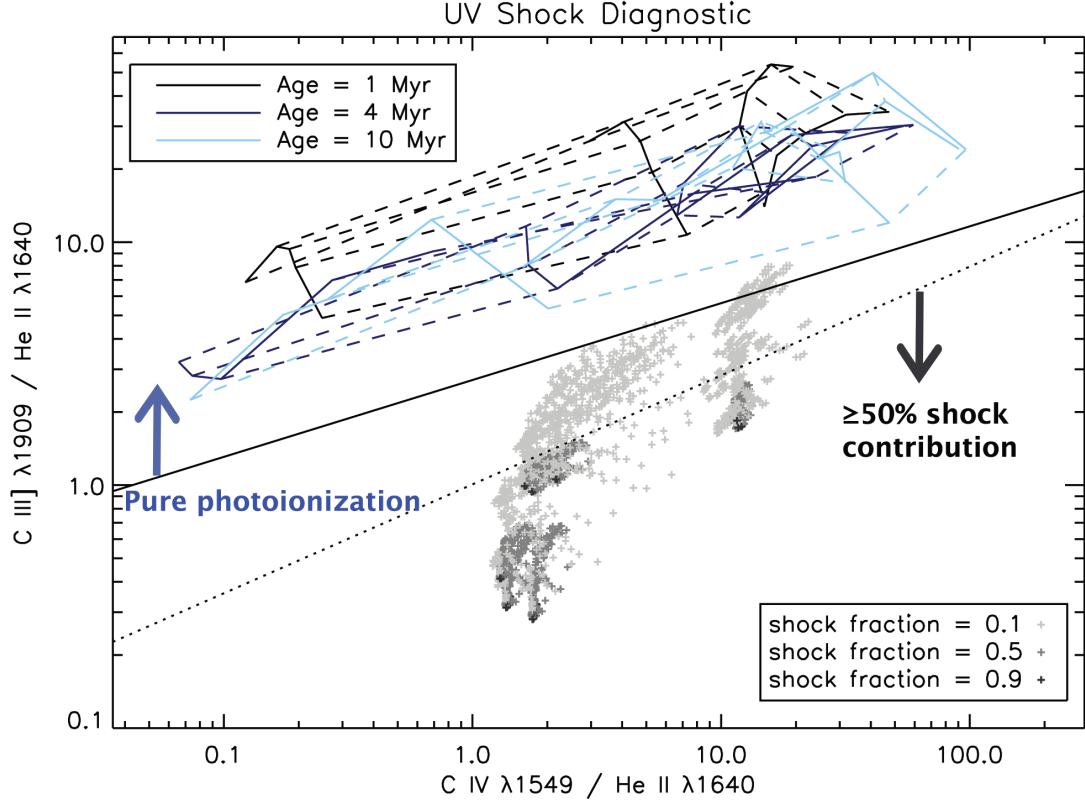 UV Shock Diagnostic
Age = 1 Myr
Age = 4 Myr
Age = 10 Myr
C III] λ1909 / He II λ1640
10.0
1.0
0.1
Pure photoionization
≥50% shock
contribution
shock fraction = 0.1
shock fraction = 0.5
shock fraction = 0.9
0.1
1.0
10.0
100.0
C IV λ1549 / He II λ1640